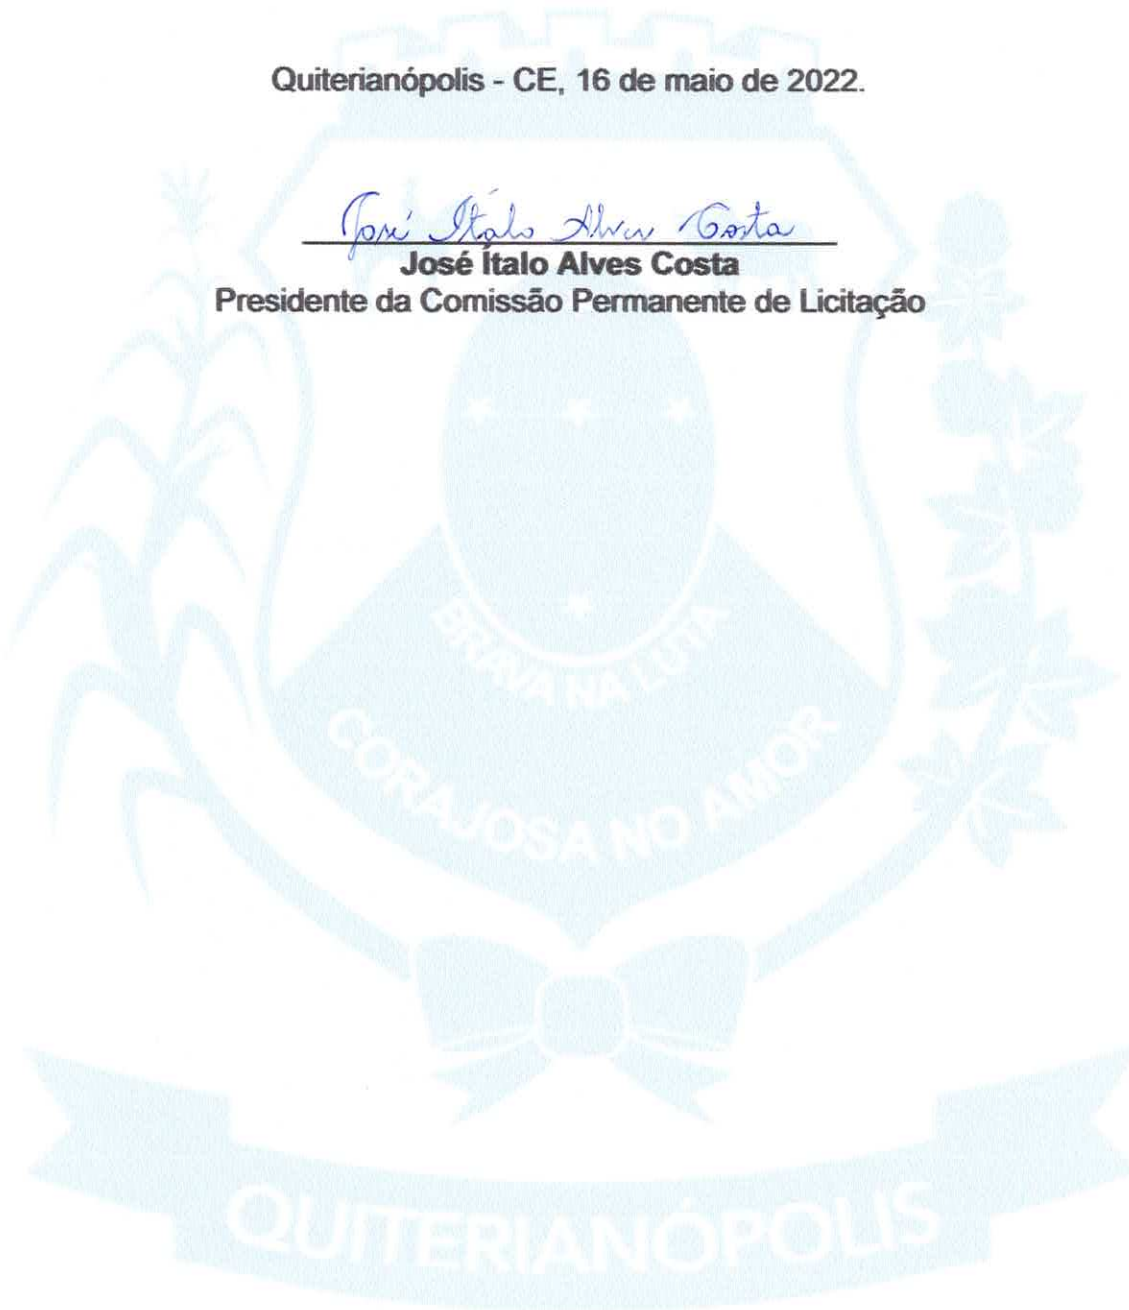 Quiterianópolis - CE, 16 de maio de 2022.
José Ítalo Alves Costa
José Ítalo Alves Costa
Presidente da Comissão Permanente de Licitação
BRAVA NA LUTA
CORAJOSA NO AMOR
QUITERIANÓPOLIS